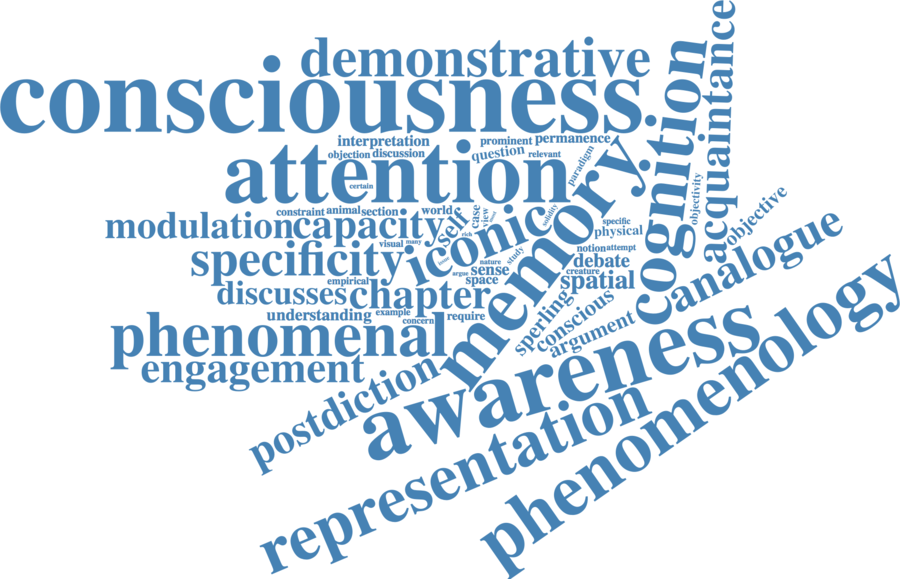 demonstrative
consciousness
interpretation
prominent permanence
objection discussion
question relevant
paradigm
attention
certain
memory
cognition
acquaintance
objectivity
objective
constraint animal section world
modulation capacity
self
case
view
rich
iconic
validity
specific
physical
visual many
notion attempt
specificity
argue
nature
sense
study
debate
creature
space
spatial
empirical
discusses chapter
canalogue
understanding
example
concern
require
sperling
conscious
argument
phenomenal
engagement
postdiction
awareness
representation
phenomenology